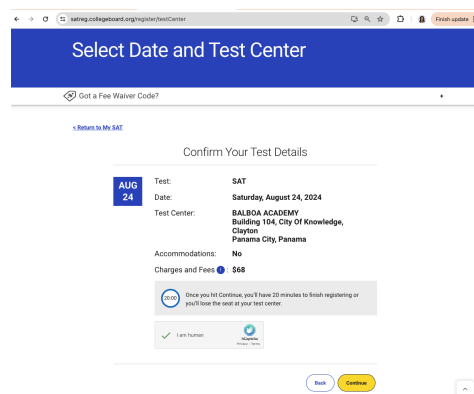 satreg.collegeboard.org/register/testCenter
Finish update
Select Date and Test Center
Got a Fee Waiver Code?
+
< Return to My SAT
Confirm Your Test Details
AUG
24
Test: SAT
Date: Saturday, August 24, 2024
Test Center: BALBOA ACADEMY
Building 104, City Of Knowledge,
Clayton
Panama City, Panama
Accommodations: No
Charges and Fees : $68
20:00
Once you hit Continue, you'll have 20 minutes to finish registering or
you'll lose the seat at your test center.
I am human
hCaptcha
Privacy - Terms
Back
Continue